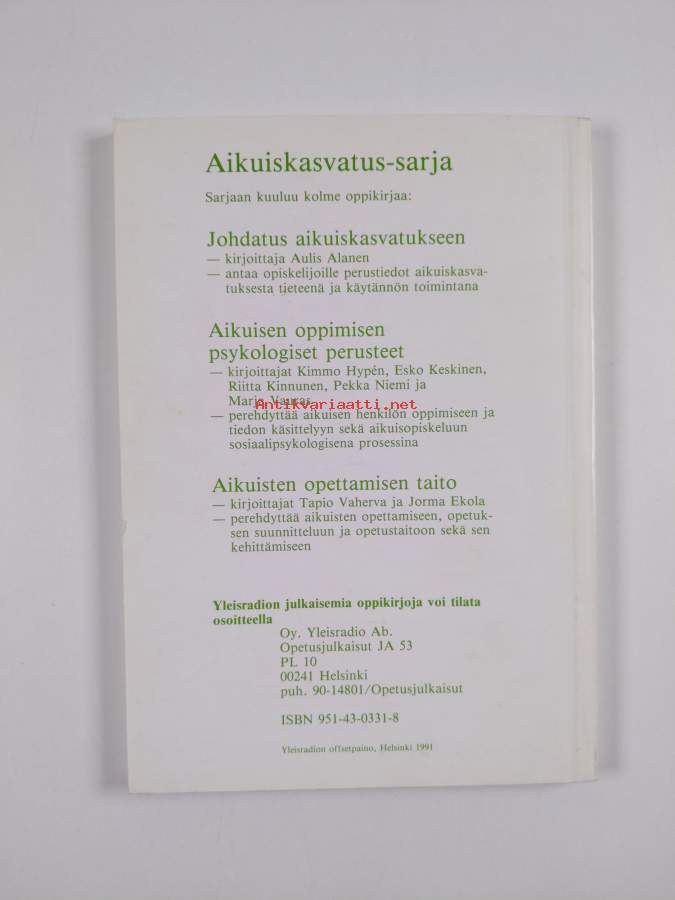 Aikuiskasvatus-sarja
Sarjaan kuuluu kolme oppikirjaa:
Johdatus aikuiskasvatukseen
— kirjoittaja Aulis Alanen
— antaa opiskelijoille perustiedot aikuiskasva-
tuksesta tieteenä ja käytännön toimintana
Aikuisen oppimisen
psykologiset perusteet
— kirjoittajat Kimmo Hypén, Esko Keskinen,
Riitta Kinnunen, Pekka Niemi ja
Marja Vauras
Antikvariaatti.net
— perehdyttää aikuisen henkilön oppimiseen ja
tiedon käsittelyyn sekä aikuisopiskeluun
sosiaalipsykologisena prosessina
Aikuisten opettamisen taito
— kirjoittajat Tapio Vaherva ja Jorma Ekola
— perehdyttää aikuisten opettamiseen, opetuk-
sen suunnitteluun ja opetustaitoon sekä sen
kehittämiseen
Yleisradion julkaisemia oppikirjoja voi tilata
osoitteella
Oy. Yleisradio Ab.
Opetusjulkaisut JA 53
PL 10
00241 Helsinki
puh. 90-14801/Opetusjulkaisut
ISBN 951-43-0331-8
Yleisradion offsetpaino, Helsinki 1991